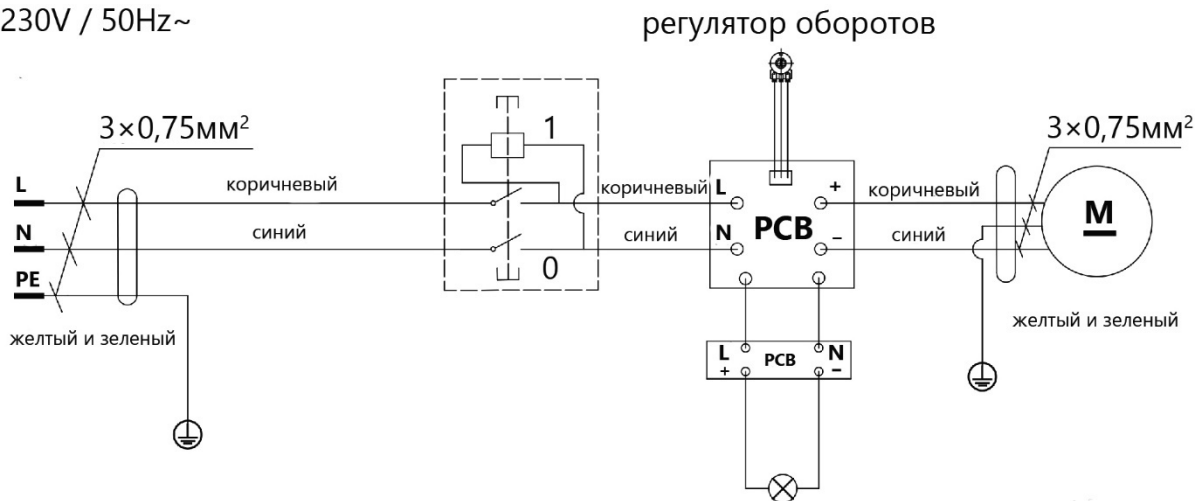 230V / 50Hz~
регулятор оборотов
3×0,75мм²
1
3×0,75мм²
L
коричневый
коричневый
L
+
коричневый
M
N
синий
синий
N
PCB
–
синий
PE
0
желтый и зеленый
желтый и зеленый
L
PCB
N
+
–